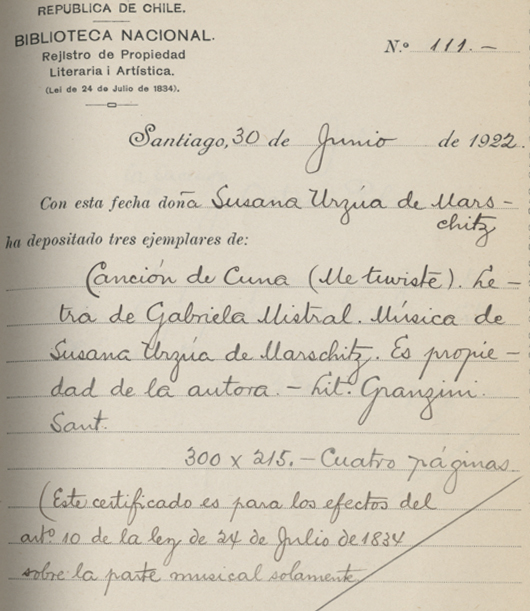 REPUBLICA DE CHILE.
BIBLIOTECA NACIONAL.
Rejistro de Propiedad
Literaria i Artística.
(Lei de 24 de Julio de 1834).
N.º 111.-
Santiago, 30 de Junio de 1922.
Con esta fecha doña Susana Urzúa de Mars-
chitz
ha depositado tres ejemplares de:
Canción de Cuna (Me tuviste). Le-
tra de Gabriela Mistral. Música de
Susana Urzúa de Marschitz. Es propie-
dad de la autora. - Lit. Granzini.
Sant.
300 x 215. - Cuatro páginas
(Este certificado es para los efectos del
artº 10 de la ley de 24 de Julio de 1834
sobre la parte musical solamente